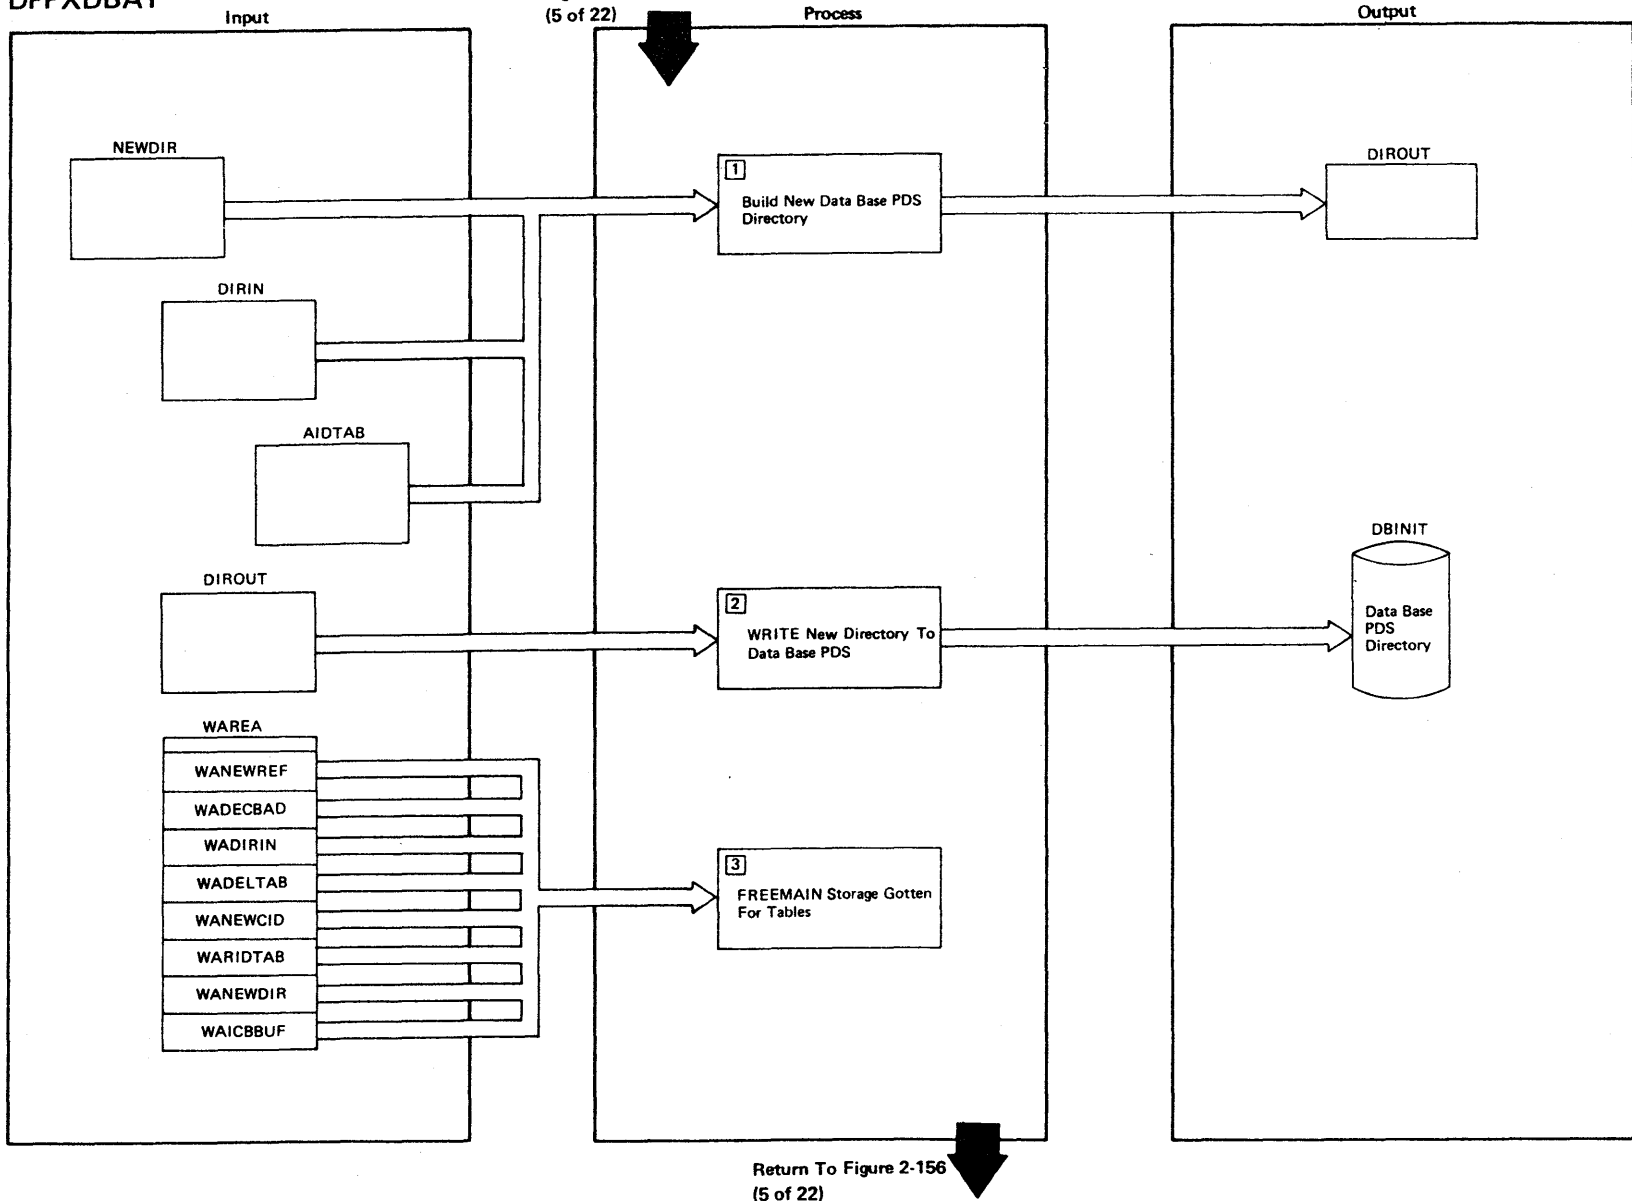 Input
(5 of 22)
Process
Output
NEWDIR
1
Build New Data Base PDS
Directory
DIROUT
DIRIN
AIDTAB
DIROUT
2
WRITE New Directory To
Data Base PDS
DBINIT
Data Base
PDS
Directory
WAREA
WANEWREF
WADECBAD
WADIRIN
WADELTAB
WANEWCID
WARIDTAB
WANEWDIR
WAICBBUF
3
FREEMAIN Storage Gotten
For Tables
Return To Figure 2-156
(5 of 22)